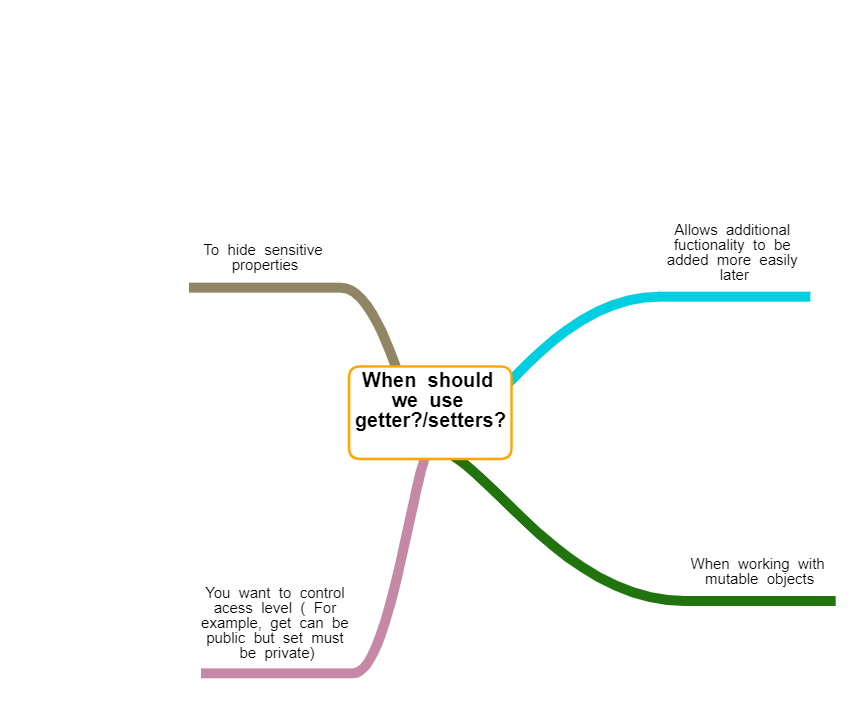 To hide sensitive
properties
Allows additional
fuctionality to be
added more easily
later
When should
we use
getter?/setters?
You want to control
acess level ( For
example, get can be
public but set must
be private)
When working with
mutable objects